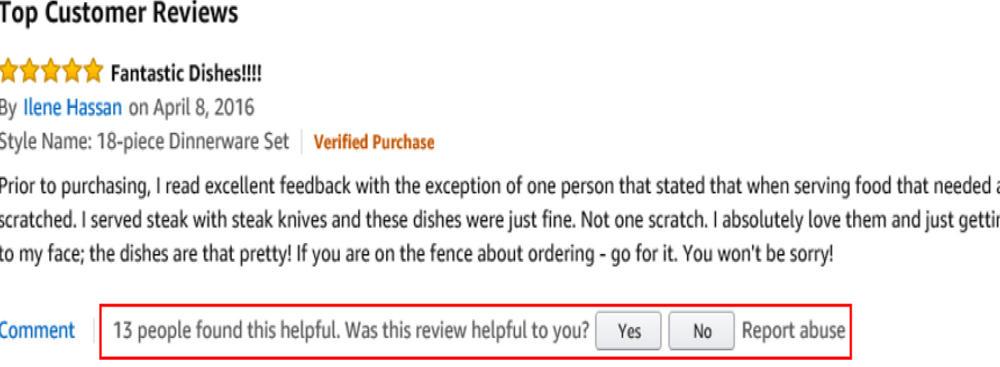 Top Customer Reviews
Fantastic Dishes!!!!
By Ilene Hassan on April 8, 2016
Style Name: 18-piece Dinnerware Set Verified Purchase
Prior to purchasing, I read excellent feedback with the exception of one person that stated that when serving food that needed a
scratched. I served steak with steak knives and these dishes were just fine. Not one scratch. I absolutely love them and just gettin
to my face; the dishes are that pretty! If you are on the fence about ordering - go for it. You won't be sorry!
Comment 13 people found this helpful. Was this review helpful to you? Yes No Report abuse